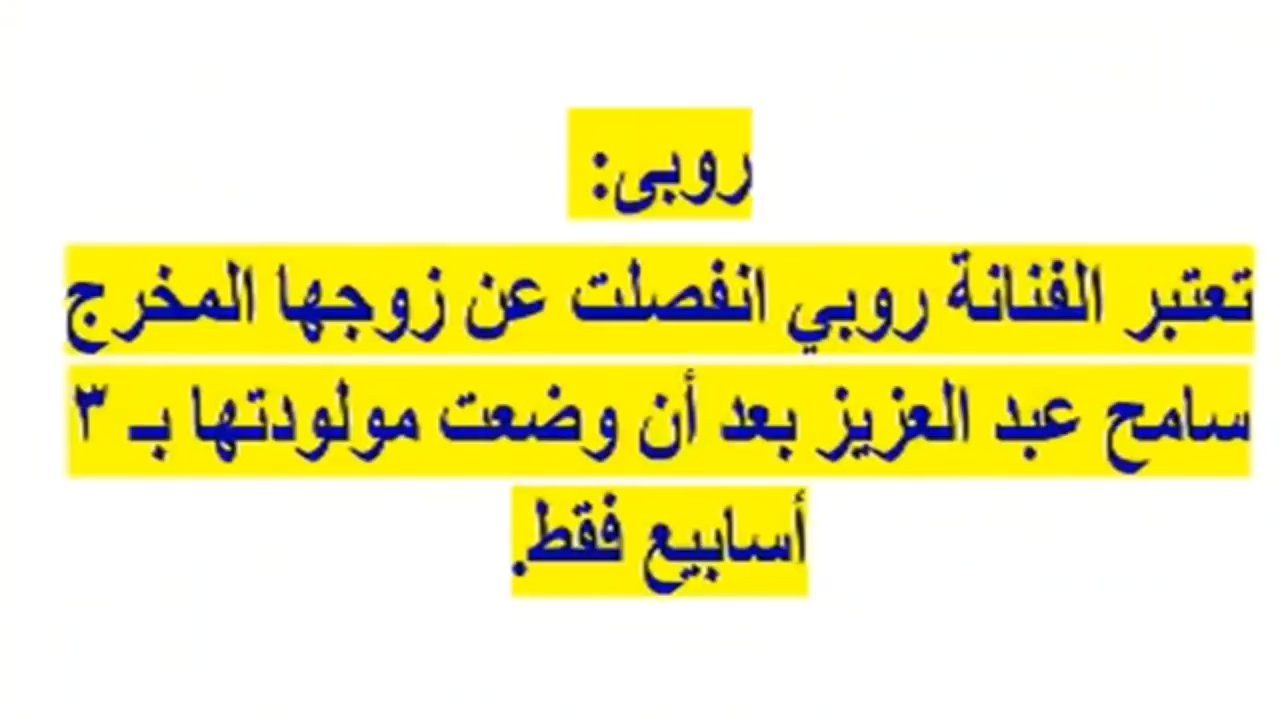 روبى:
تعتبر الفنانة روبي انفصلت عن زوجها المخرج
سامح عبد العزيز بعد أن وضعت مولودتها بـ ٣
أسابيع فقط.